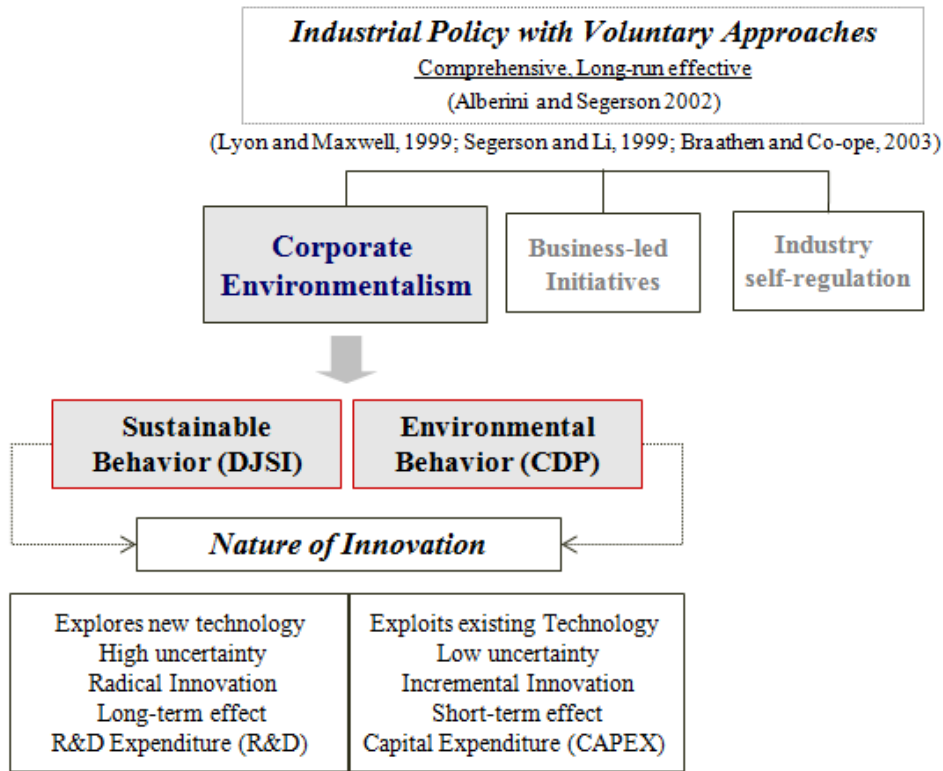 Industrial Policy with Voluntary Approaches
Comprehensive, Long-run effective
(Alberini and Segerson 2002)
(Lyon and Maxwell, 1999; Segerson and Li, 1999; Braathen and Co-ope, 2003)
Corporate
Environmentalism
Business-led
Initiatives
Industry
self-regulation
Sustainable
Behavior (DJSI)
Environmental
Behavior (CDP)
Nature of Innovation
Explores new technology
High uncertainty
Radical Innovation
Long-term effect
R&D Expenditure (R&D)
Exploits existing Technology
Low uncertainty
Incremental Innovation
Short-term effect
Capital Expenditure (CAPEX)